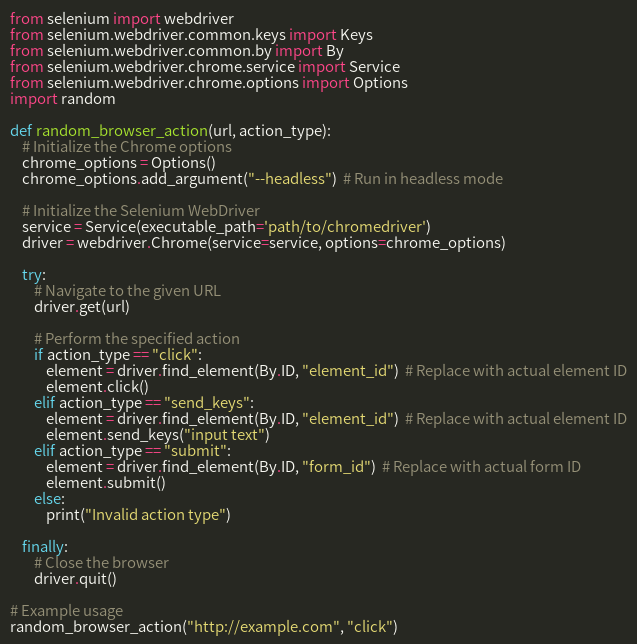 from selenium import webdriver
from selenium.webdriver.common.keys import Keys
from selenium.webdriver.common.by import By
from selenium.webdriver.chrome.service import Service
from selenium.webdriver.chrome.options import Options
import random

def random_browser_action(url, action_type):
    # Initialize the Chrome options
    chrome_options = Options()
    chrome_options.add_argument("--headless")  # Run in headless mode

    # Initialize the Selenium WebDriver
    service = Service(executable_path='path/to/chromedriver')
    driver = webdriver.Chrome(service=service, options=chrome_options)

    try:
        # Navigate to the given URL
        driver.get(url)

        # Perform the specified action
        if action_type == "click":
            element = driver.find_element(By.ID, "element_id")  # Replace with actual element ID
            element.click()
        elif action_type == "send_keys":
            element = driver.find_element(By.ID, "element_id")  # Replace with actual element ID
            element.send_keys("input text")
        elif action_type == "submit":
            element = driver.find_element(By.ID, "form_id")  # Replace with actual form ID
            element.submit()
        else:
            print("Invalid action type")

    finally:
        # Close the browser
        driver.quit()

# Example usage
random_browser_action("http://example.com", "click")